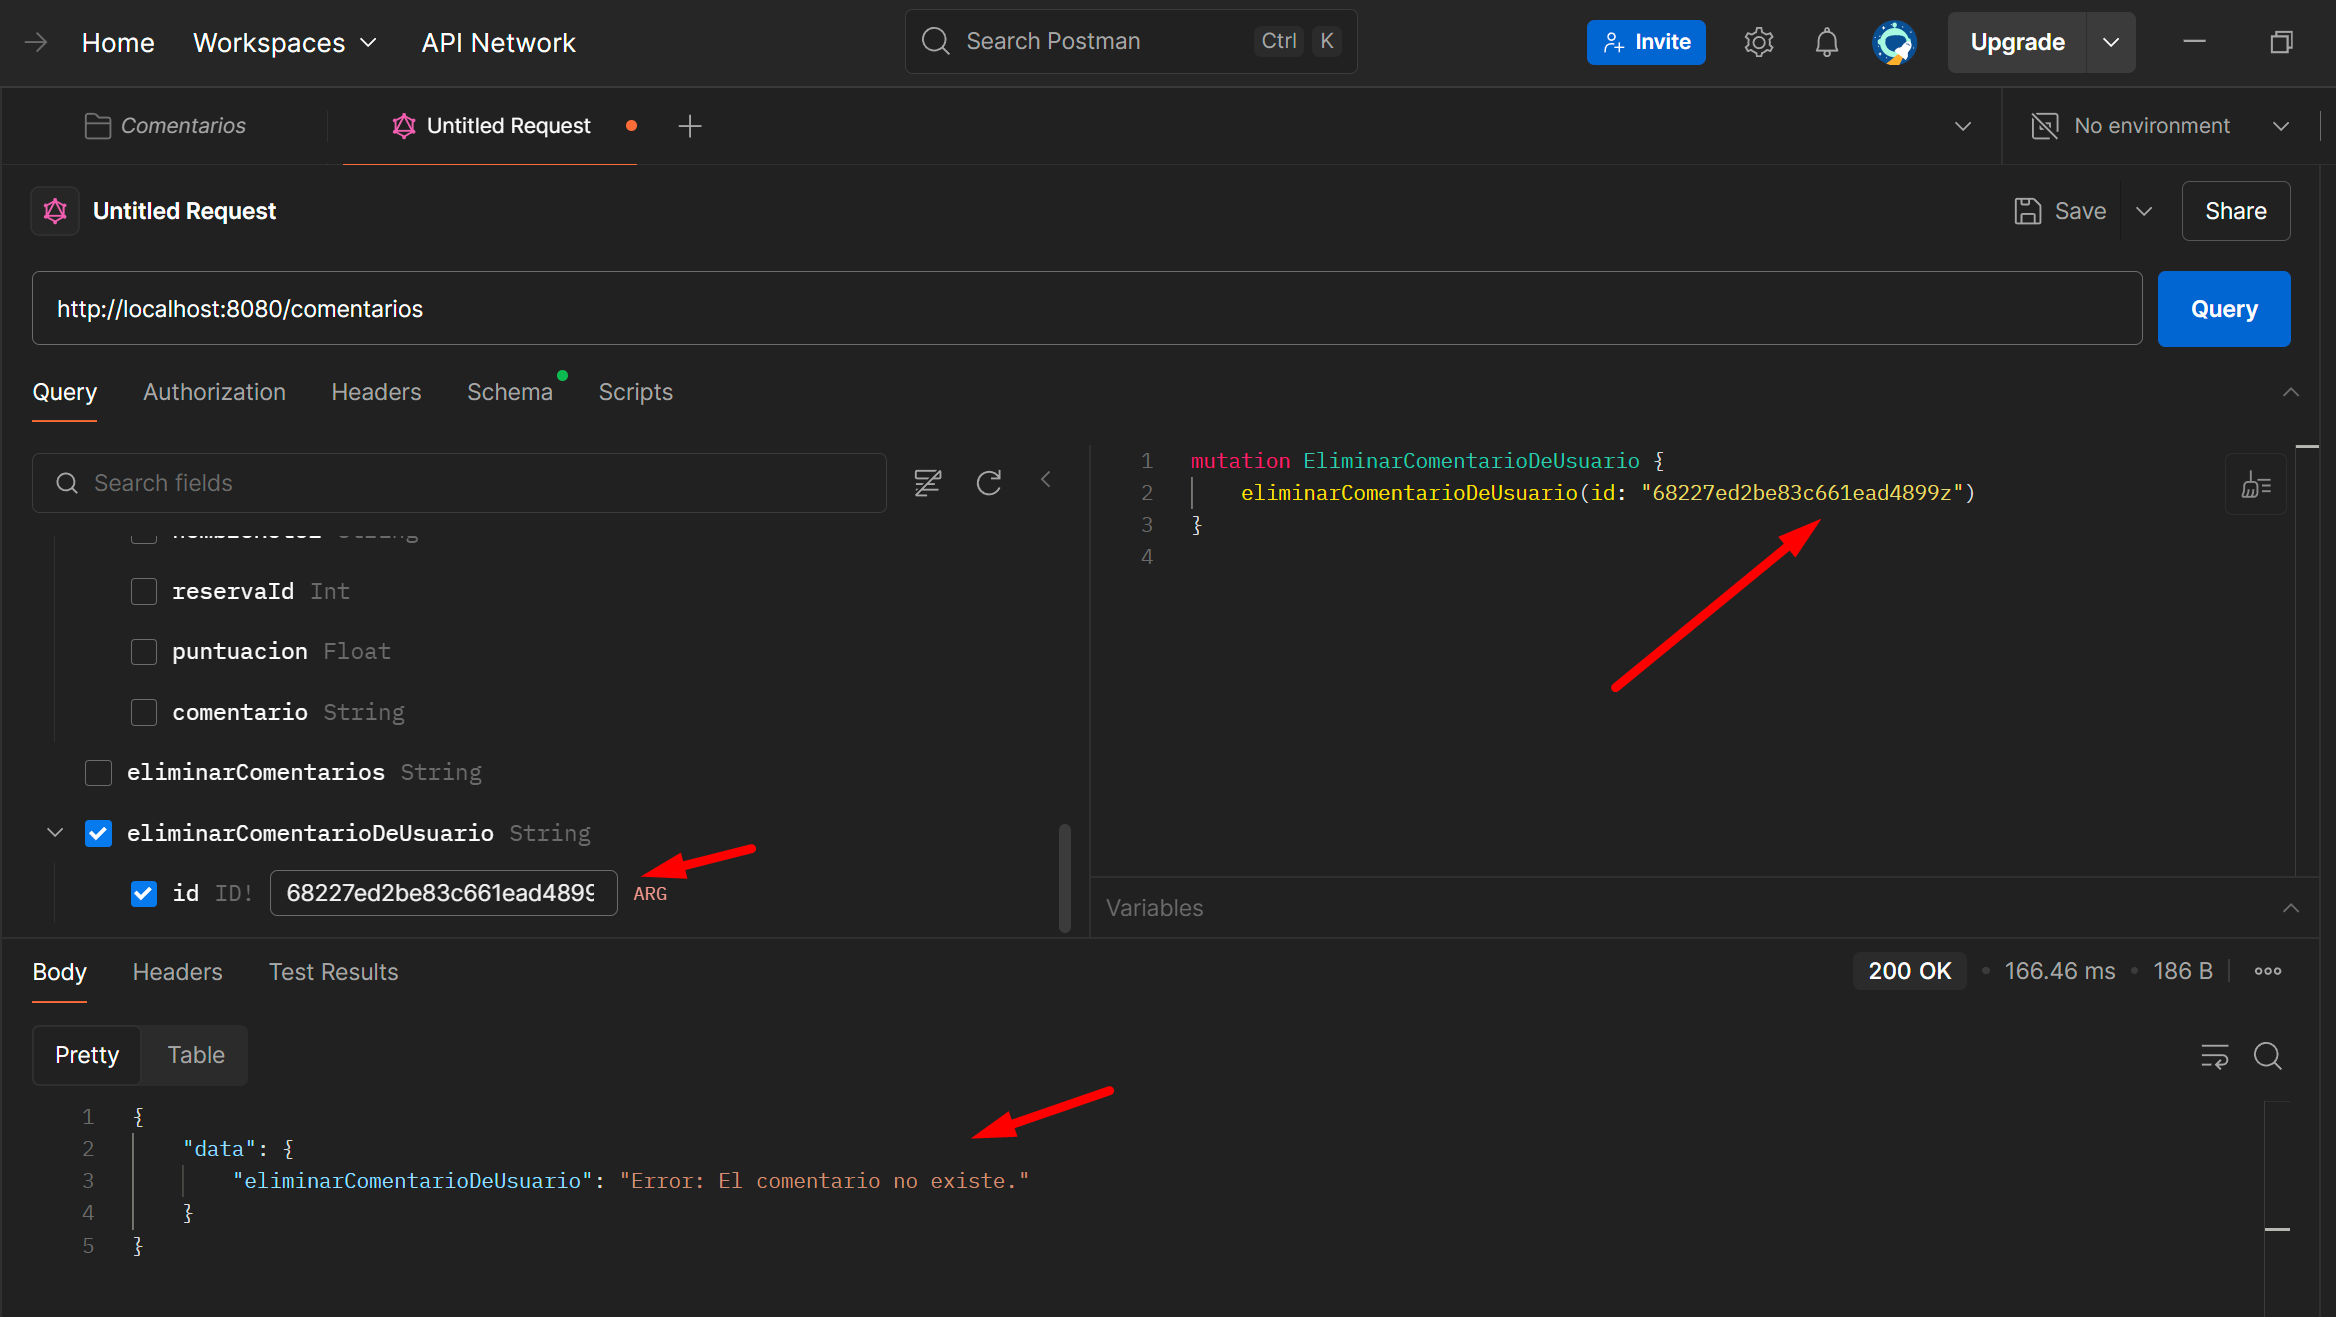 Home Workspaces API Network Search Postman Ctrl K Invite Upgrade
Comentarios Untitled Request No environment
Untitled Request Save Share
http://localhost:8080/comentarios Query
Query Authorization Headers Schema Scripts
Search fields
reservaId Int
puntuacion Float
comentario String
eliminarComentarios String
eliminarComentarioDeUsuario String
id ID! 68227ed2be83c661ead4899 ARG
1 mutation EliminarComentarioDeUsuario {
2 eliminarComentarioDeUsuario(id: "68227ed2be83c661ead4899z")
3 }
4
Variables
Body Headers Test Results 200 OK • 166.46 ms • 186 B
Pretty Table
1 {
2 "data": {
3 "eliminarComentarioDeUsuario": "Error: El comentario no existe."
4 }
5 }